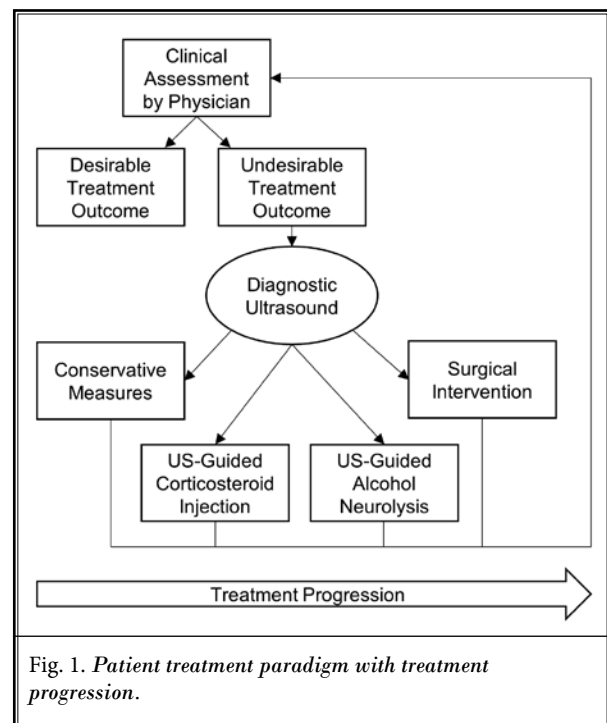 Clinical
Assessment
by Physician
Desirable
Treatment
Outcome
Undesirable
Treatment
Outcome
Diagnostic
Ultrasound
Conservative
Measures
Surgical
Intervention
US-Guided
Corticosteroid
Injection
US-Guided
Alcohol
Neurolysis
Treatment Progression
Fig. 1. Patient treatment paradigm with treatment
progression.